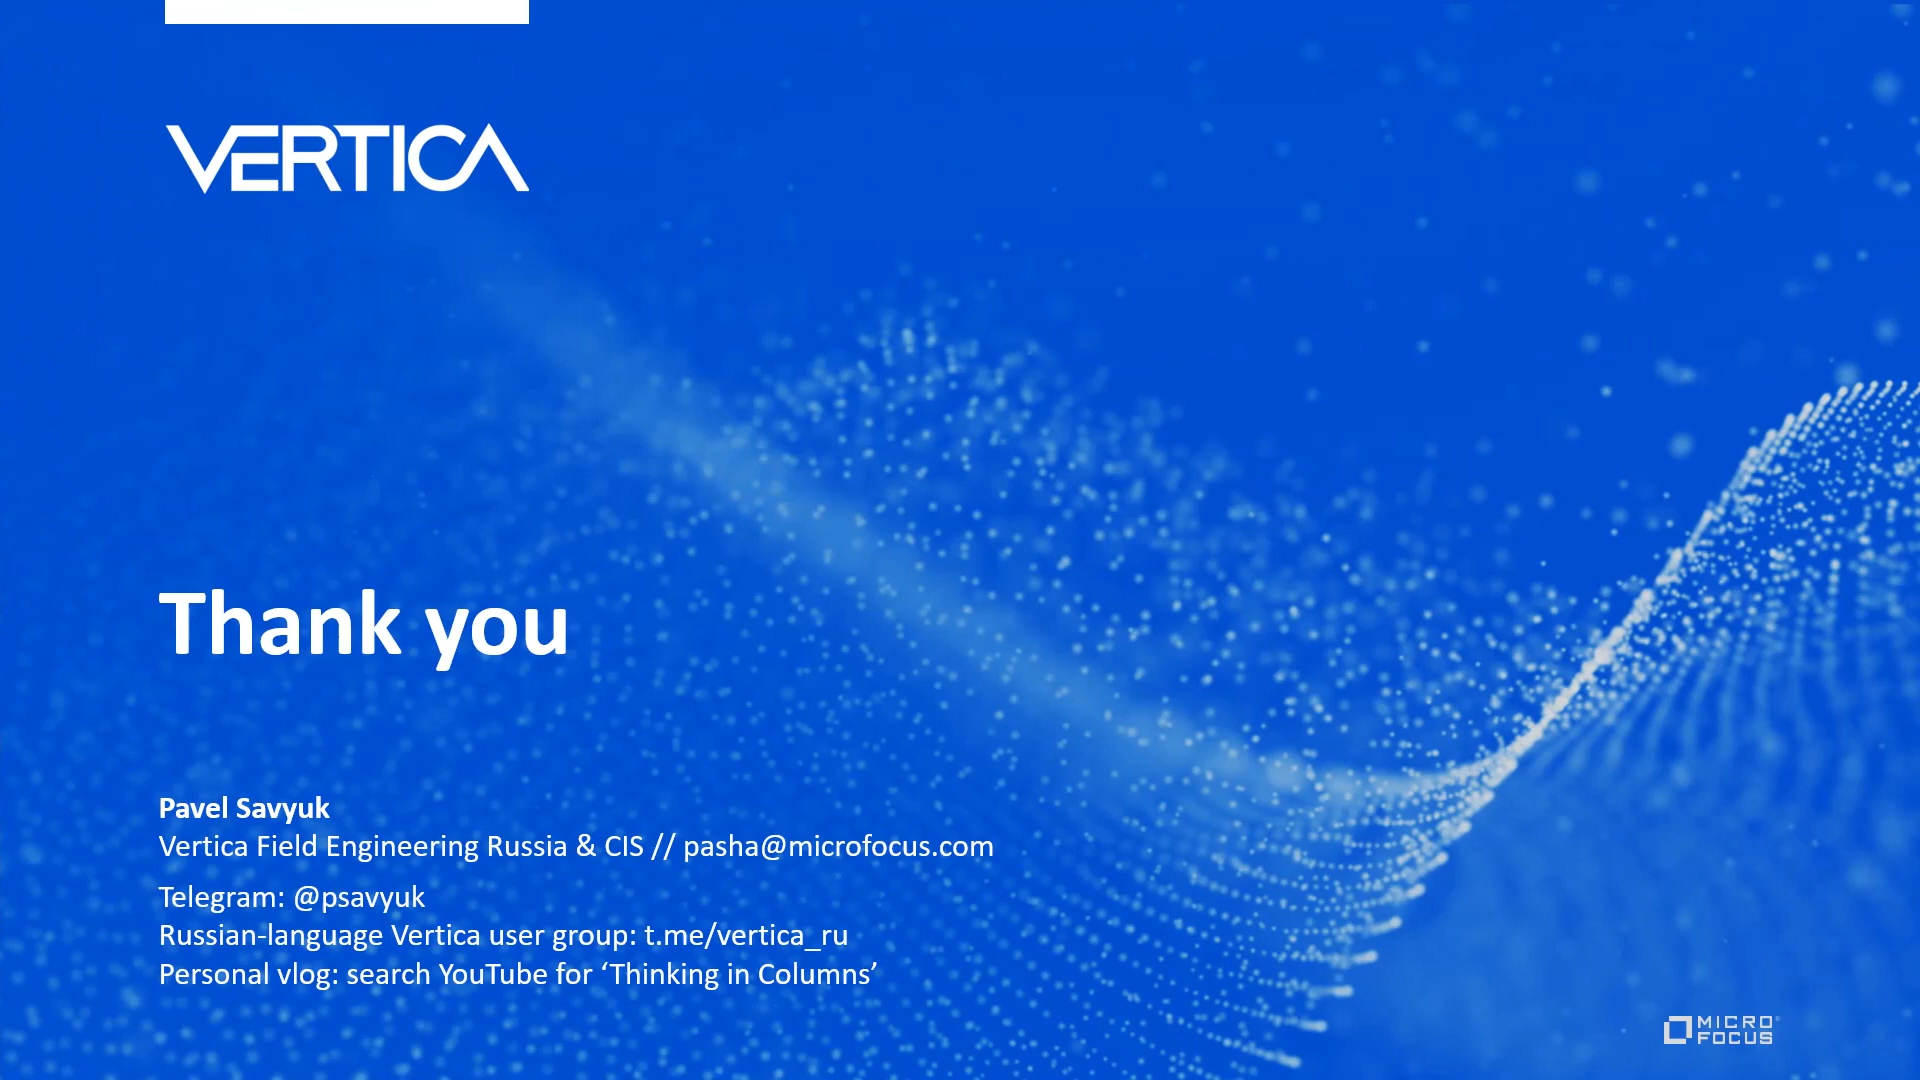 VERTICA
Thank you
Pavel Savyuk
Vertica Field Engineering Russia & CIS // pasha@microfocus.com
Telegram: @psavyuk
Russian-language Vertica user group: t.me/vertica_ru
Personal vlog: search YouTube for ‘Thinking in Columns’
MICRO
FOCUS